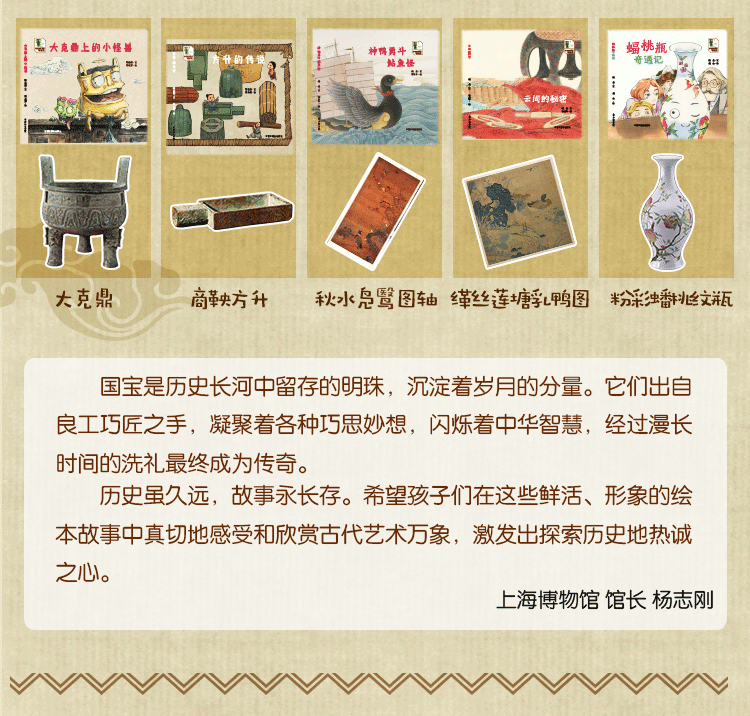 大克鼎上的小怪兽
方升的传说
神鸭勇斗
鲇鱼怪
云间的秘密
蟠桃瓶
奇遇记
大克鼎
商鞅方升
秋水凫鹥图轴
缂丝莲塘乳鸭图
粉彩蟠桃纹瓶
国宝是历史长河中留存的明珠，沉淀着岁月的分量。它们出自
良工巧匠之手，凝聚着各种巧思妙想，闪烁着中华智慧，经过漫长
时间的洗礼最终成为传奇。
历史虽久远，故事永长存。希望孩子们在这些鲜活、形象的绘
本故事中真切地感受和欣赏古代艺术万象，激发出探索历史地热诚
之心。
上海博物馆 馆长 杨志刚